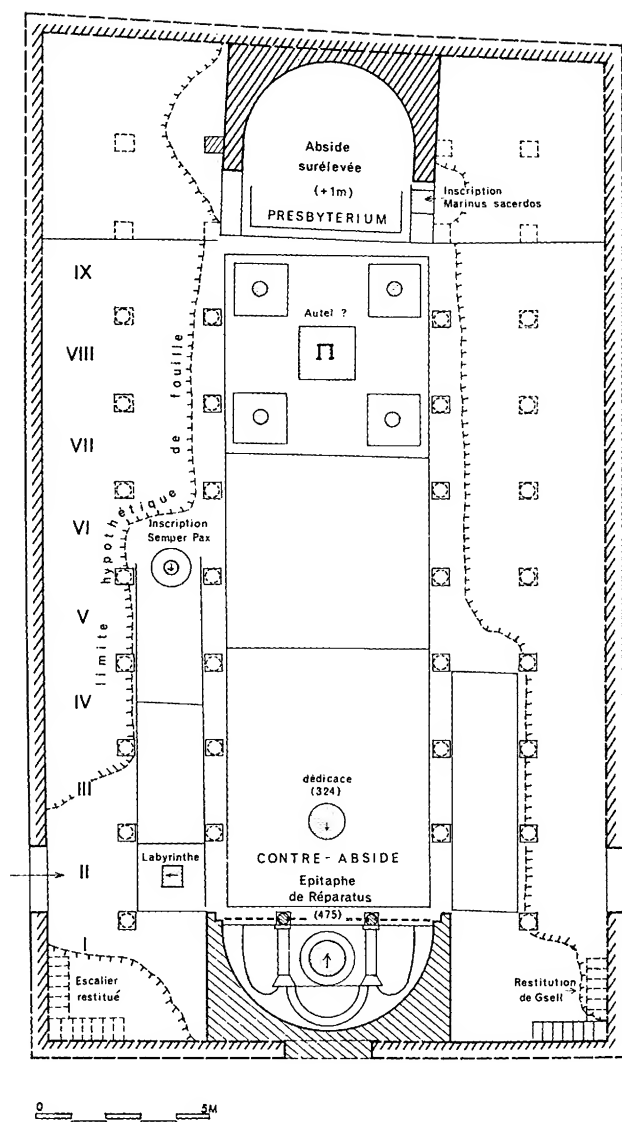 Abside
surélevée
(+1m)
PRESBYTERIUM
Inscription
Marinus sacerdos
IX
Autel ?
VIII
VII
limite hypothétique de fouille
VI
Inscription
Semper Pax
V
IV
III
dédicace
(324)
Labyrinthe
II
CONTRE-ABSIDE
Epitaphe
de Réparatus
(475)
I
Escalier
restitué
Restitution
de Gsell
0 5M